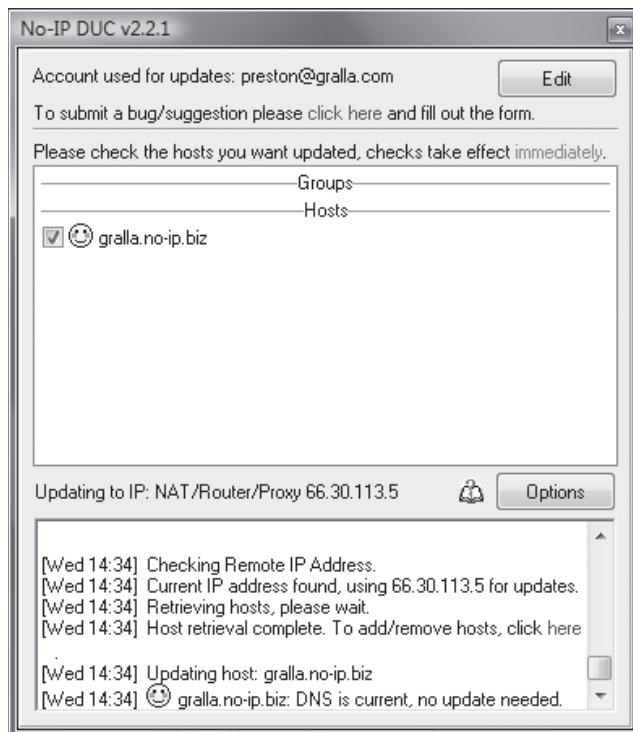 No-IP DUC v2.2.1
Account used for updates: preston@gralla.com
Edit
To submit a bug/suggestion please click here and fill out the form.
Please check the hosts you want updated, checks take effect immediately.
Groups
Hosts
gralla.no-ip.biz
Updating to IP: NAT/Router/Proxy 66.30.113.5
Options
[Wed 14:34] Checking Remote IP Address.
[Wed 14:34] Current IP address found, using 66.30.113.5 for updates.
[Wed 14:34] Retrieving hosts, please wait.
[Wed 14:34] Host retrieval complete. To add/remove hosts, click here
.
[Wed 14:34] Updating host: gralla.no-ip.biz
[Wed 14:34] gralla.no-ip.biz: DNS is current, no update needed.